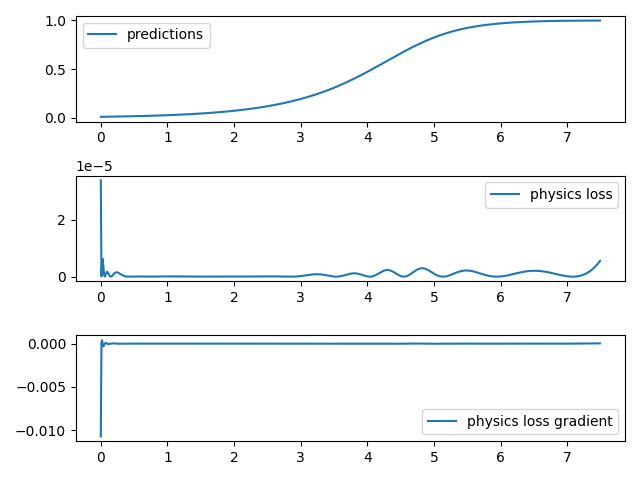 1.0
predictions
0.5
0.0
0 1 2 3 4 5 6 7
1e−5
physics loss
2
0
0 1 2 3 4 5 6 7
0.000
−0.005
physics loss gradient
−0.010
0 1 2 3 4 5 6 7